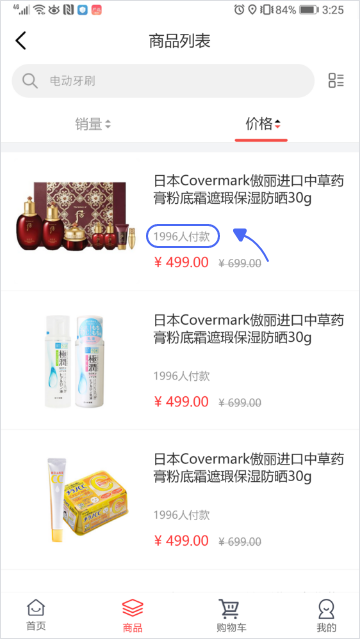 4G 84% 3:25
商品列表
电动牙刷
销量 价格
日本Covermark傲丽进口中草药
膏粉底霜遮瑕保湿防晒30g
1996人付款
¥ 499.00 ¥ 699.00
日本Covermark傲丽进口中草药
膏粉底霜遮瑕保湿防晒30g
1996人付款
¥ 499.00 ¥ 699.00
極潤
極潤
日本Covermark傲丽进口中草药
膏粉底霜遮瑕保湿防晒30g
1996人付款
¥ 499.00 ¥ 699.00
首页 商品 购物车 我的